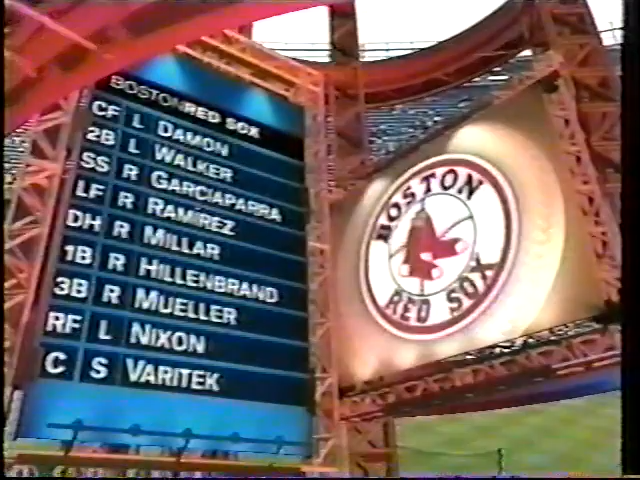 BOSTON RED SOX
CF L DAMON
2B L WALKER
SS R GARCIAPARRA
LF R RAMIREZ
DH R MILLAR
1B R HILLENBRAND
3B R MUELLER
RF L NIXON
C S VARITEK
BOSTON
RED SOX